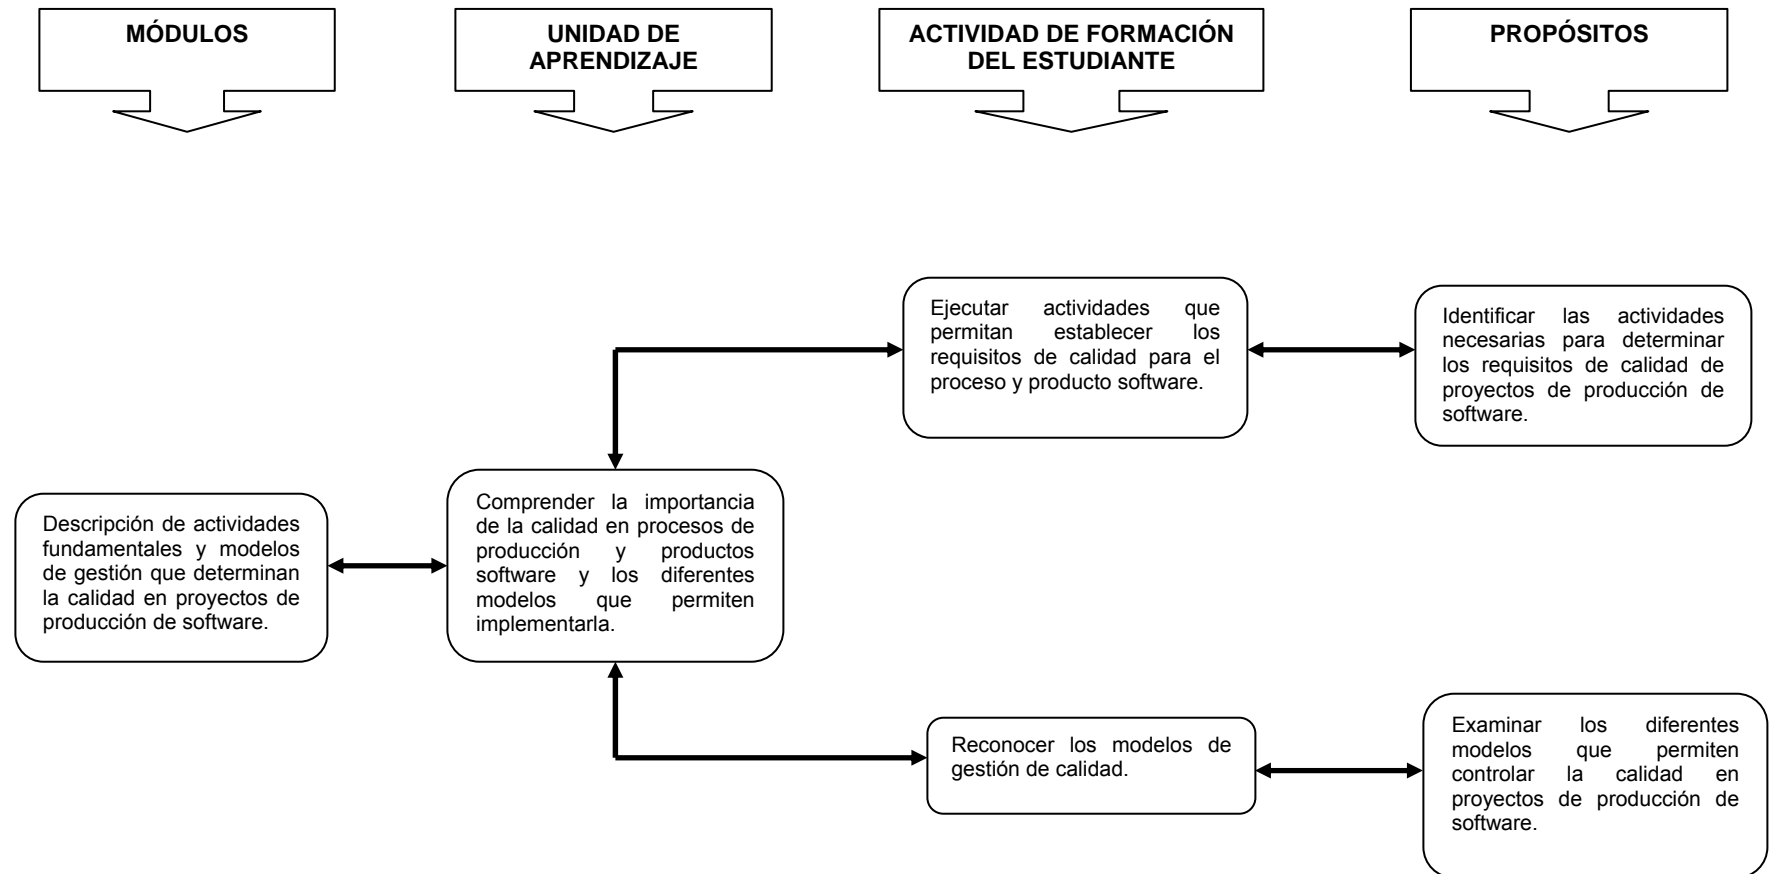 MÓDULOS
UNIDAD DE
APRENDIZAJE
ACTIVIDAD DE FORMACIÓN
DEL ESTUDIANTE
PROPÓSITOS
Ejecutar actividades que
permitan establecer los
requisitos de calidad para el
proceso y producto software.
Identificar las actividades
necesarias para determinar
los requisitos de calidad de
proyectos de producción de
software.
Descripción de actividades
fundamentales y modelos
de gestión que determinan
la calidad en proyectos de
producción de software.
Comprender la importancia
de la calidad en procesos de
producción y productos
software y los diferentes
modelos que permiten
implementarla.
Reconocer los modelos de
gestión de calidad.
Examinar los diferentes
modelos que permiten
controlar la calidad en
proyectos de producción de
software.